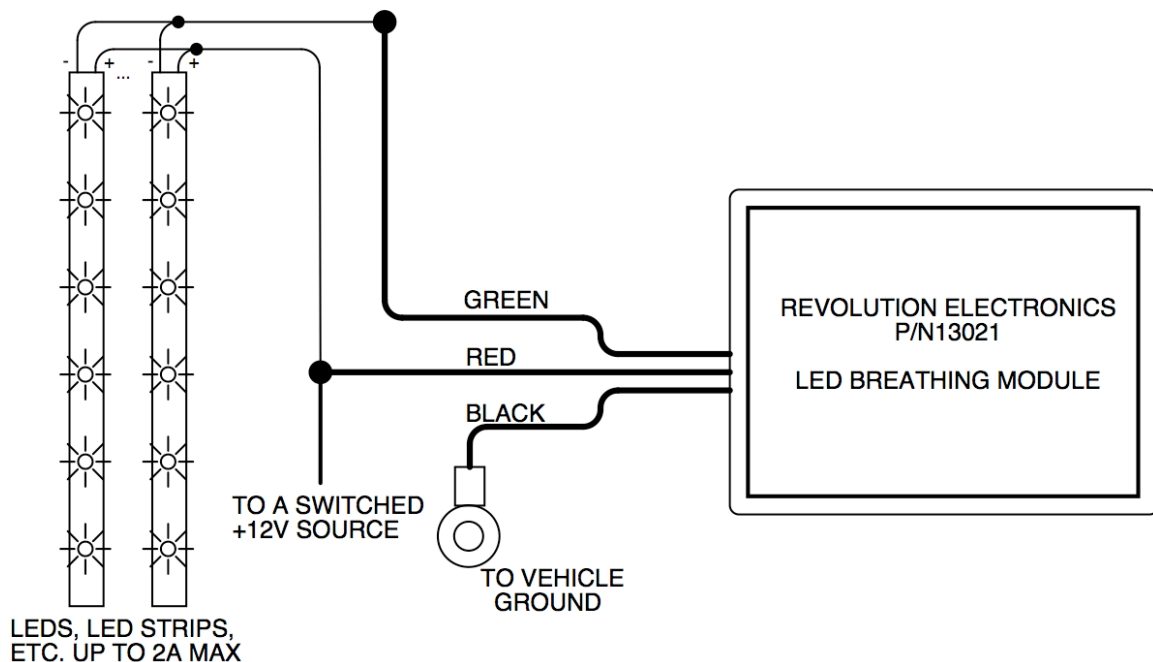 - + ... - +
GREEN
RED
BLACK
REVOLUTION ELECTRONICS
P/N13021
LED BREATHING MODULE
TO A SWITCHED
+12V SOURCE
TO VEHICLE
GROUND
LEDS, LED STRIPS,
ETC. UP TO 2A MAX